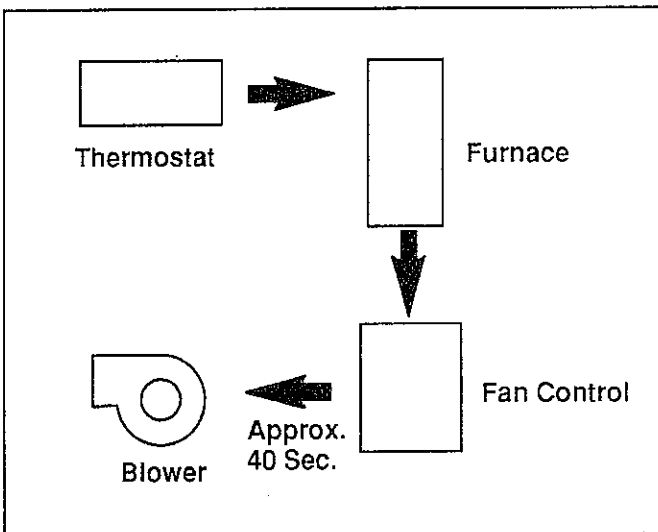 Thermostat
Furnace
Fan Control
Approx.
40 Sec.
Blower